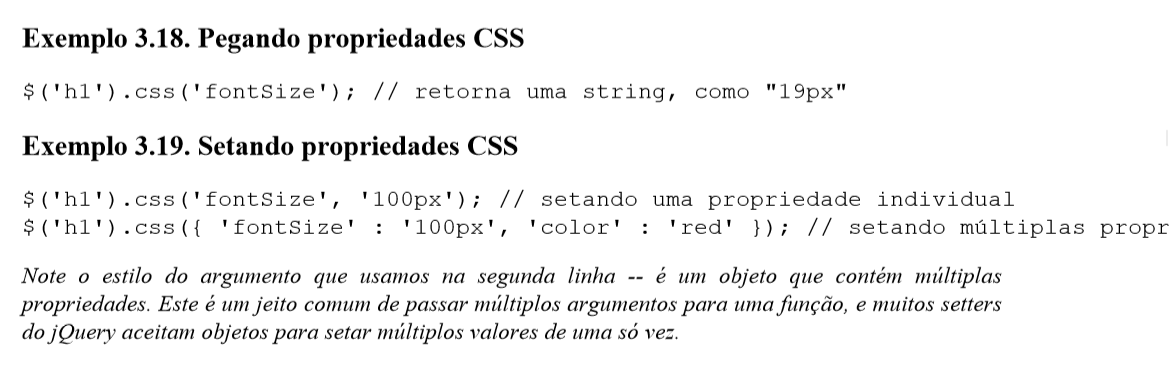 Exemplo 3.18. Pegando propriedades CSS
$('h1').css('fontSize'); // retorna uma string, como "19px"
Exemplo 3.19. Setando propriedades CSS
$('h1').css('fontSize', '100px'); // setando uma propriedade individual
$('h1').css({ 'fontSize' : '100px', 'color' : 'red' }); // setando múltiplas propr
Note o estilo do argumento que usamos na segunda linha -- é um objeto que contém múltiplas
propriedades. Este é um jeito comum de passar múltiplos argumentos para uma função, e muitos setters
do jQuery aceitam objetos para setar múltiplos valores de uma só vez.